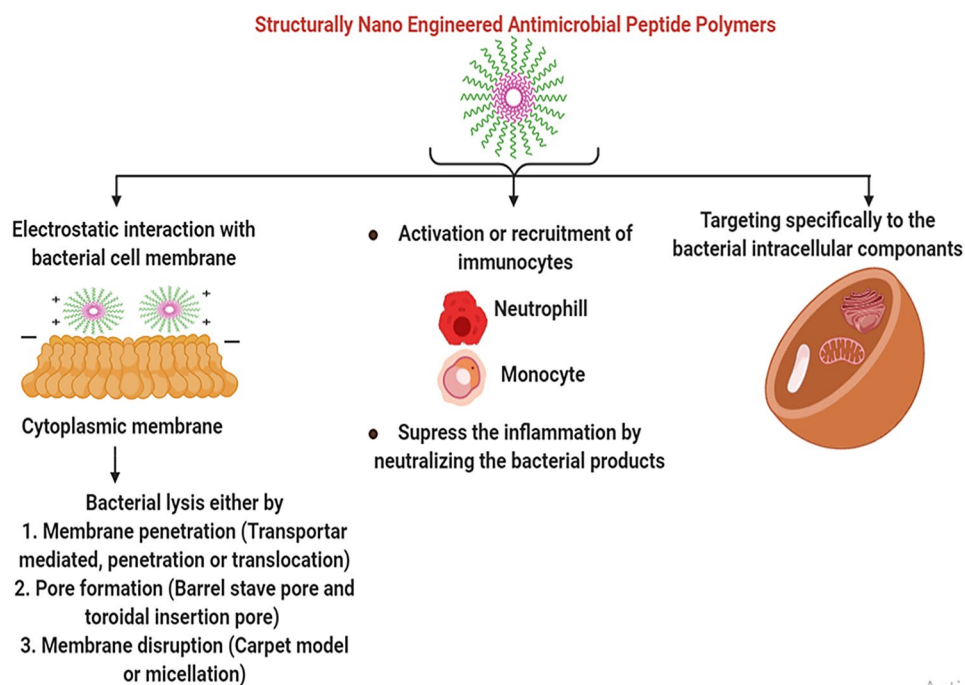 Structurally Nano Engineered Antimicrobial Peptide Polymers
Electrostatic interaction with
bacterial cell membrane
+ +
+ +
– –
Cytoplasmic membrane
Bacterial lysis either by
1. Membrane penetration (Transportar
mediated, penetration or translocation)
2. Pore formation (Barrel stave pore and
toroidal insertion pore)
3. Membrane disruption (Carpet model
or micellation)
● Activation or recruitment of
immunocytes
Neutrophill
Monocyte
● Supress the inflammation by
neutralizing the bacterial products
Targeting specifically to the
bacterial intracellular componants